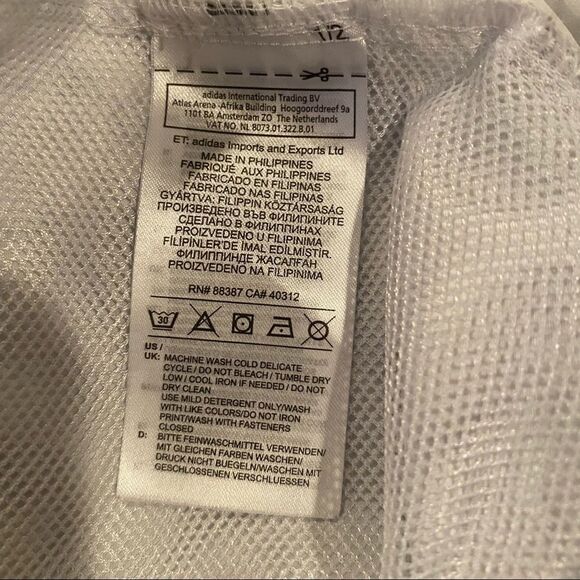 1/2
adidas International Trading BV
Atlas Arena-Afrika Building Hoogoorddreef 9a
1101 BA Amsterdam ZO The Netherlands
VAT NO. NL 8073.01.322.B.01
ET: adidas Imports and Exports Ltd
MADE IN PHILIPPINES
FABRIQUÉ AUX PHILIPPINES
FABRICADO EN FILIPINAS
FABRICADO NAS FILIPINAS
GYÁRTVA: FILIPPIN KÖZTÁRSASÁG
ПРОИЗВЕДЕНО ВЪВ ФИЛИПИНИТЕ
СДЕЛАНО В ФИЛИППИНАХ
PROIZVEDENO U FILIPINIMA
FİLİPİNLER'DE İMAL EDİLMİŞTİR.
ФИЛИППИНДЕ ЖАСАЛҒАН
PROIZVEDENO NA FILIPINIMA
RN# 88387 CA# 40312
30
US /
UK: MACHINE WASH COLD DELICATE
CYCLE / DO NOT BLEACH / TUMBLE DRY
LOW / COOL IRON IF NEEDED / DO NOT
DRY CLEAN
USE MILD DETERGENT ONLY/WASH
WITH LIKE COLORS/DO NOT IRON
PRINT/WASH WITH FASTENERS
CLOSED
D: BITTE FEINWASCHMITTEL VERWENDEN/
MIT GLEICHEN FARBEN WASCHEN/
DRUCK NICHT BUEGELN/WASCHEN MIT
GESCHLOSSENEN VERSCHLUESSEN/